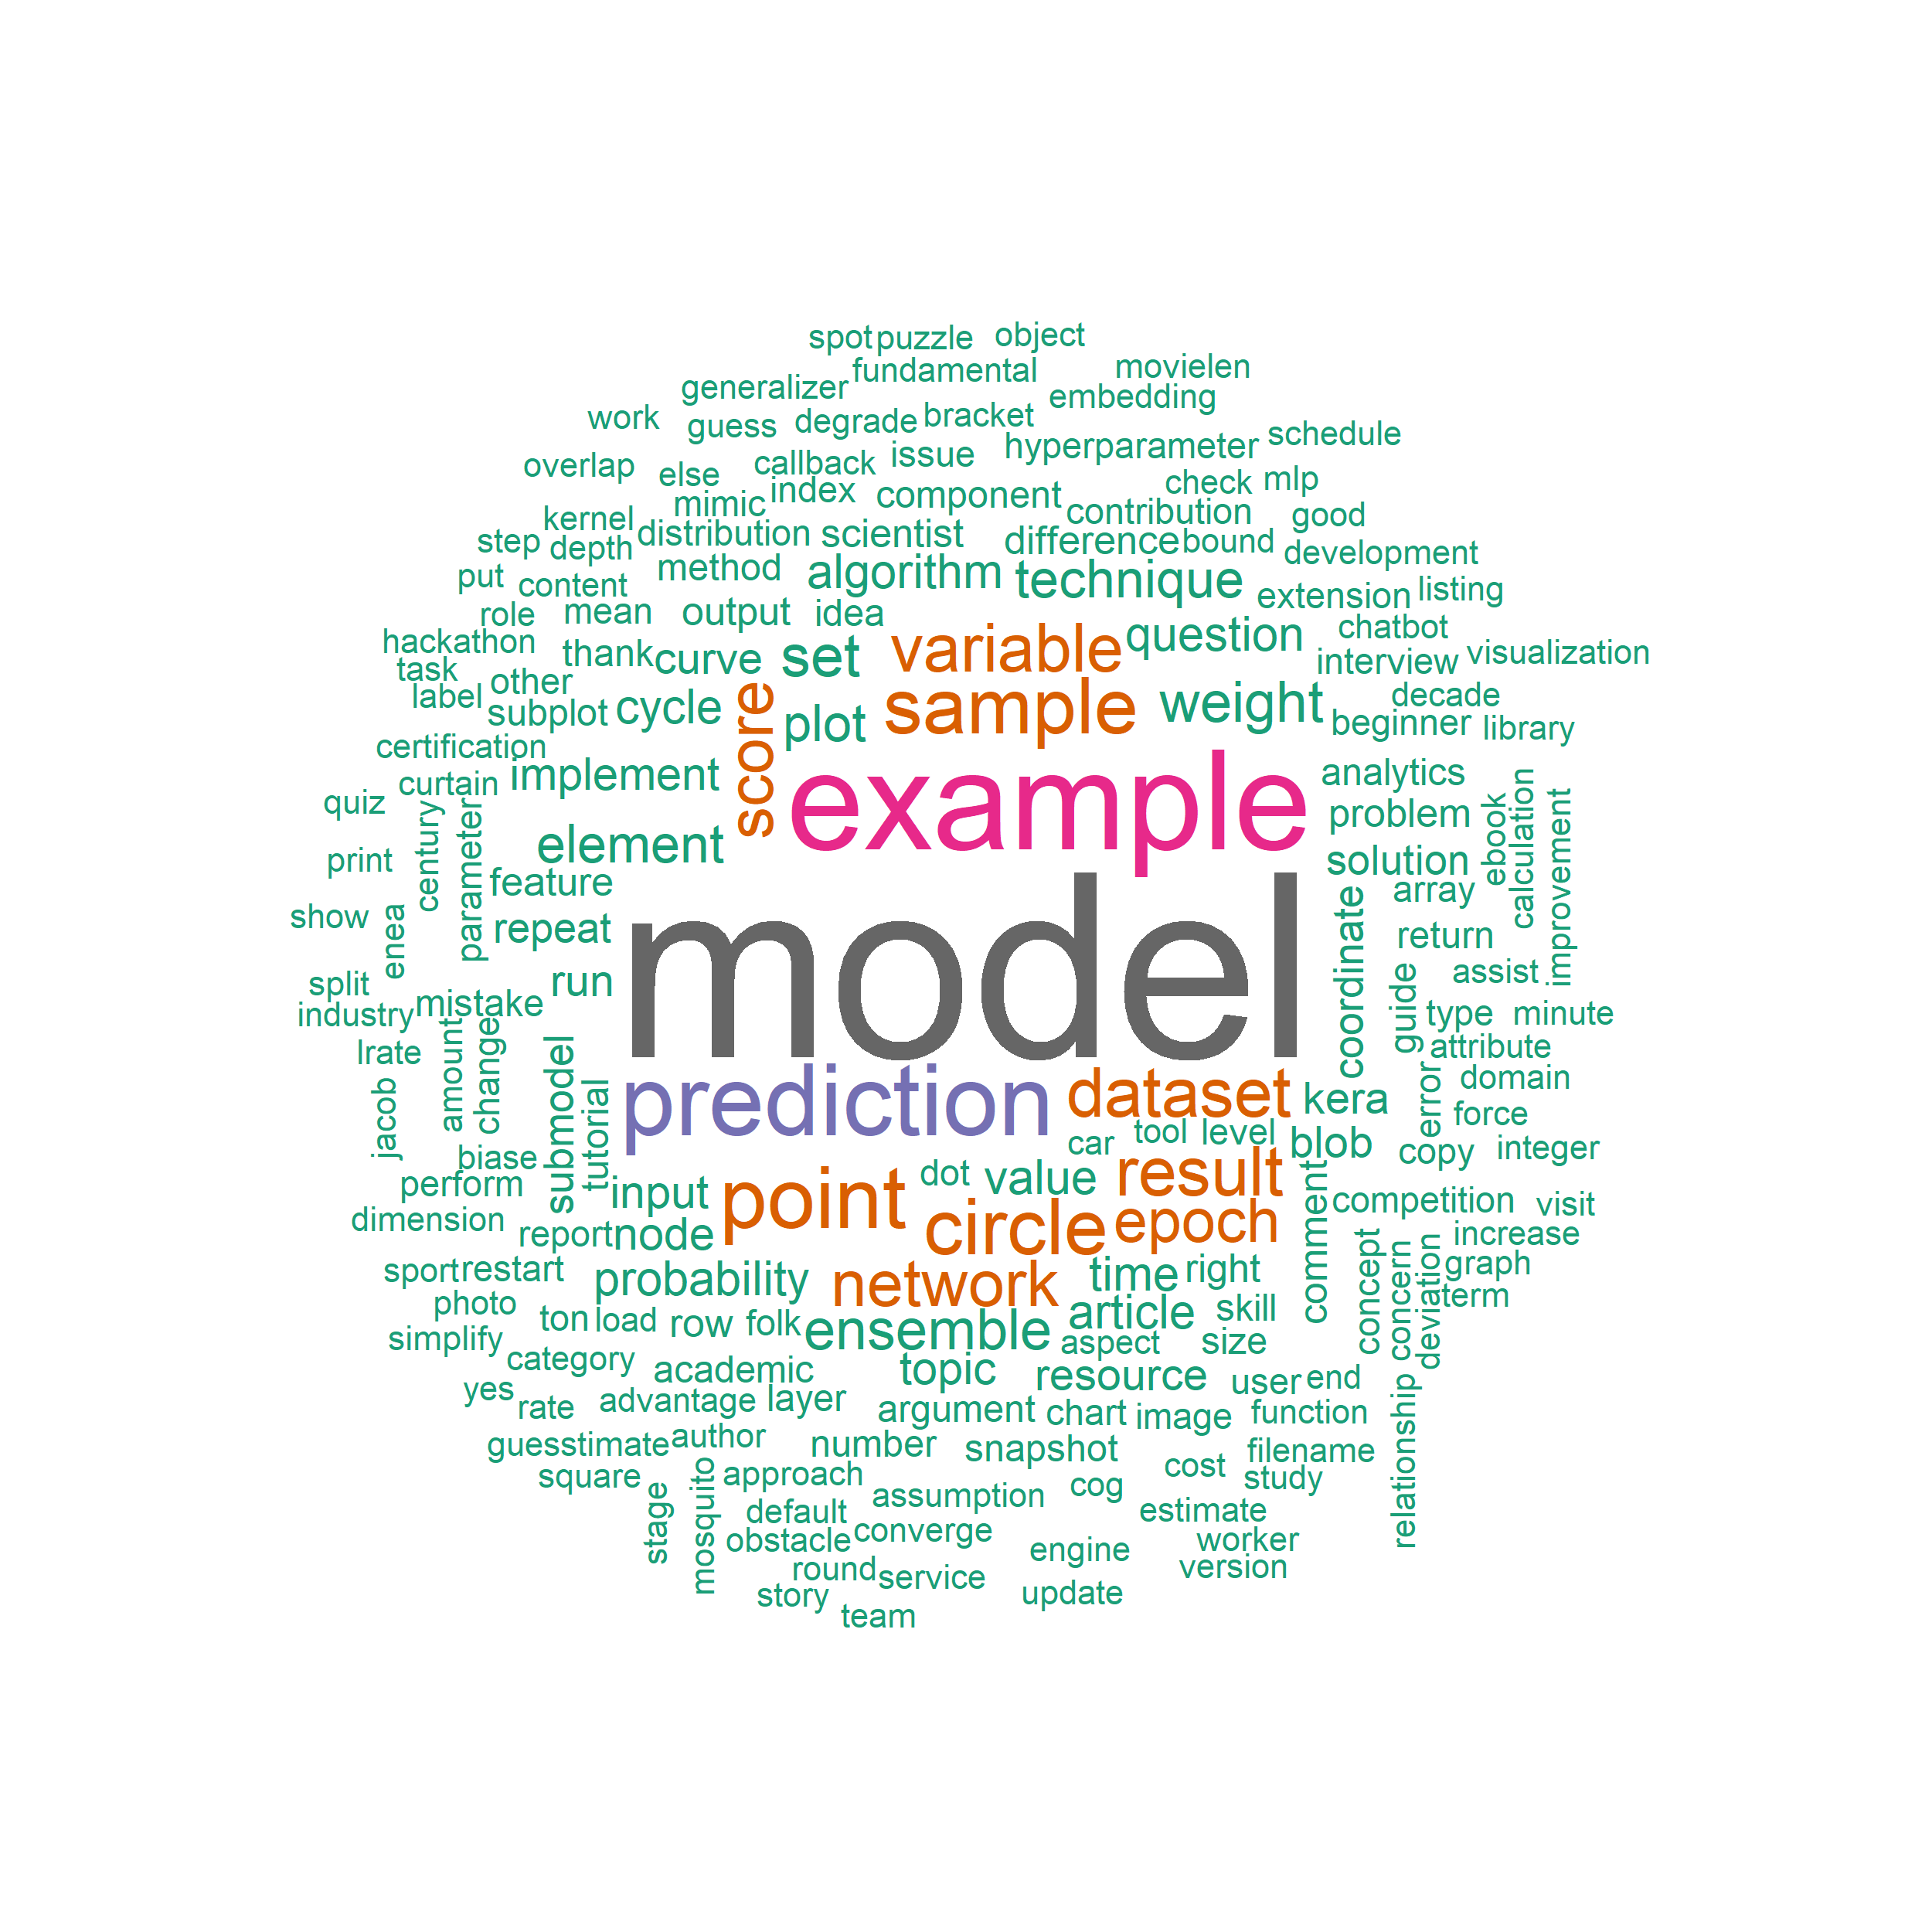 spot puzzle object
fundamental movielen
generalizer embedding
work guess degrade bracket
hyperparameter schedule
overlap else callback issue
mimic index component check mlp
kernel contribution good
step depth distribution scientist difference bound development
put content method algorithm technique extension listing
role mean output idea
hackathon thank curve set variable question chatbot
task interview visualization
label other
subplot cycle score plot sample weight decade
beginner library
certification
curtain implement example analytics
quiz century parameter problem ebook calculation improvement
print element solution
feature array
show enea repeat model coordinate return
split run assist
industry mistake guide type minute
lrate amount change submodel attribute
jacob tutorial prediction dataset kera error domain
force
biase car tool level blob copy integer
perform input point dot value result comment competition visit
dimension report node circle epoch increase
sport restart probability network time right concept concern deviation graph
photo term
simplify ton load row folk ensemble article skill
category academic topic aspect size
yes rate advantage layer resource user end relationship
argument chart image function
guesstimate author number snapshot filename
square stage mosquito approach assumption cog cost study
default estimate
obstacle converge engine worker
round service version
story update
team